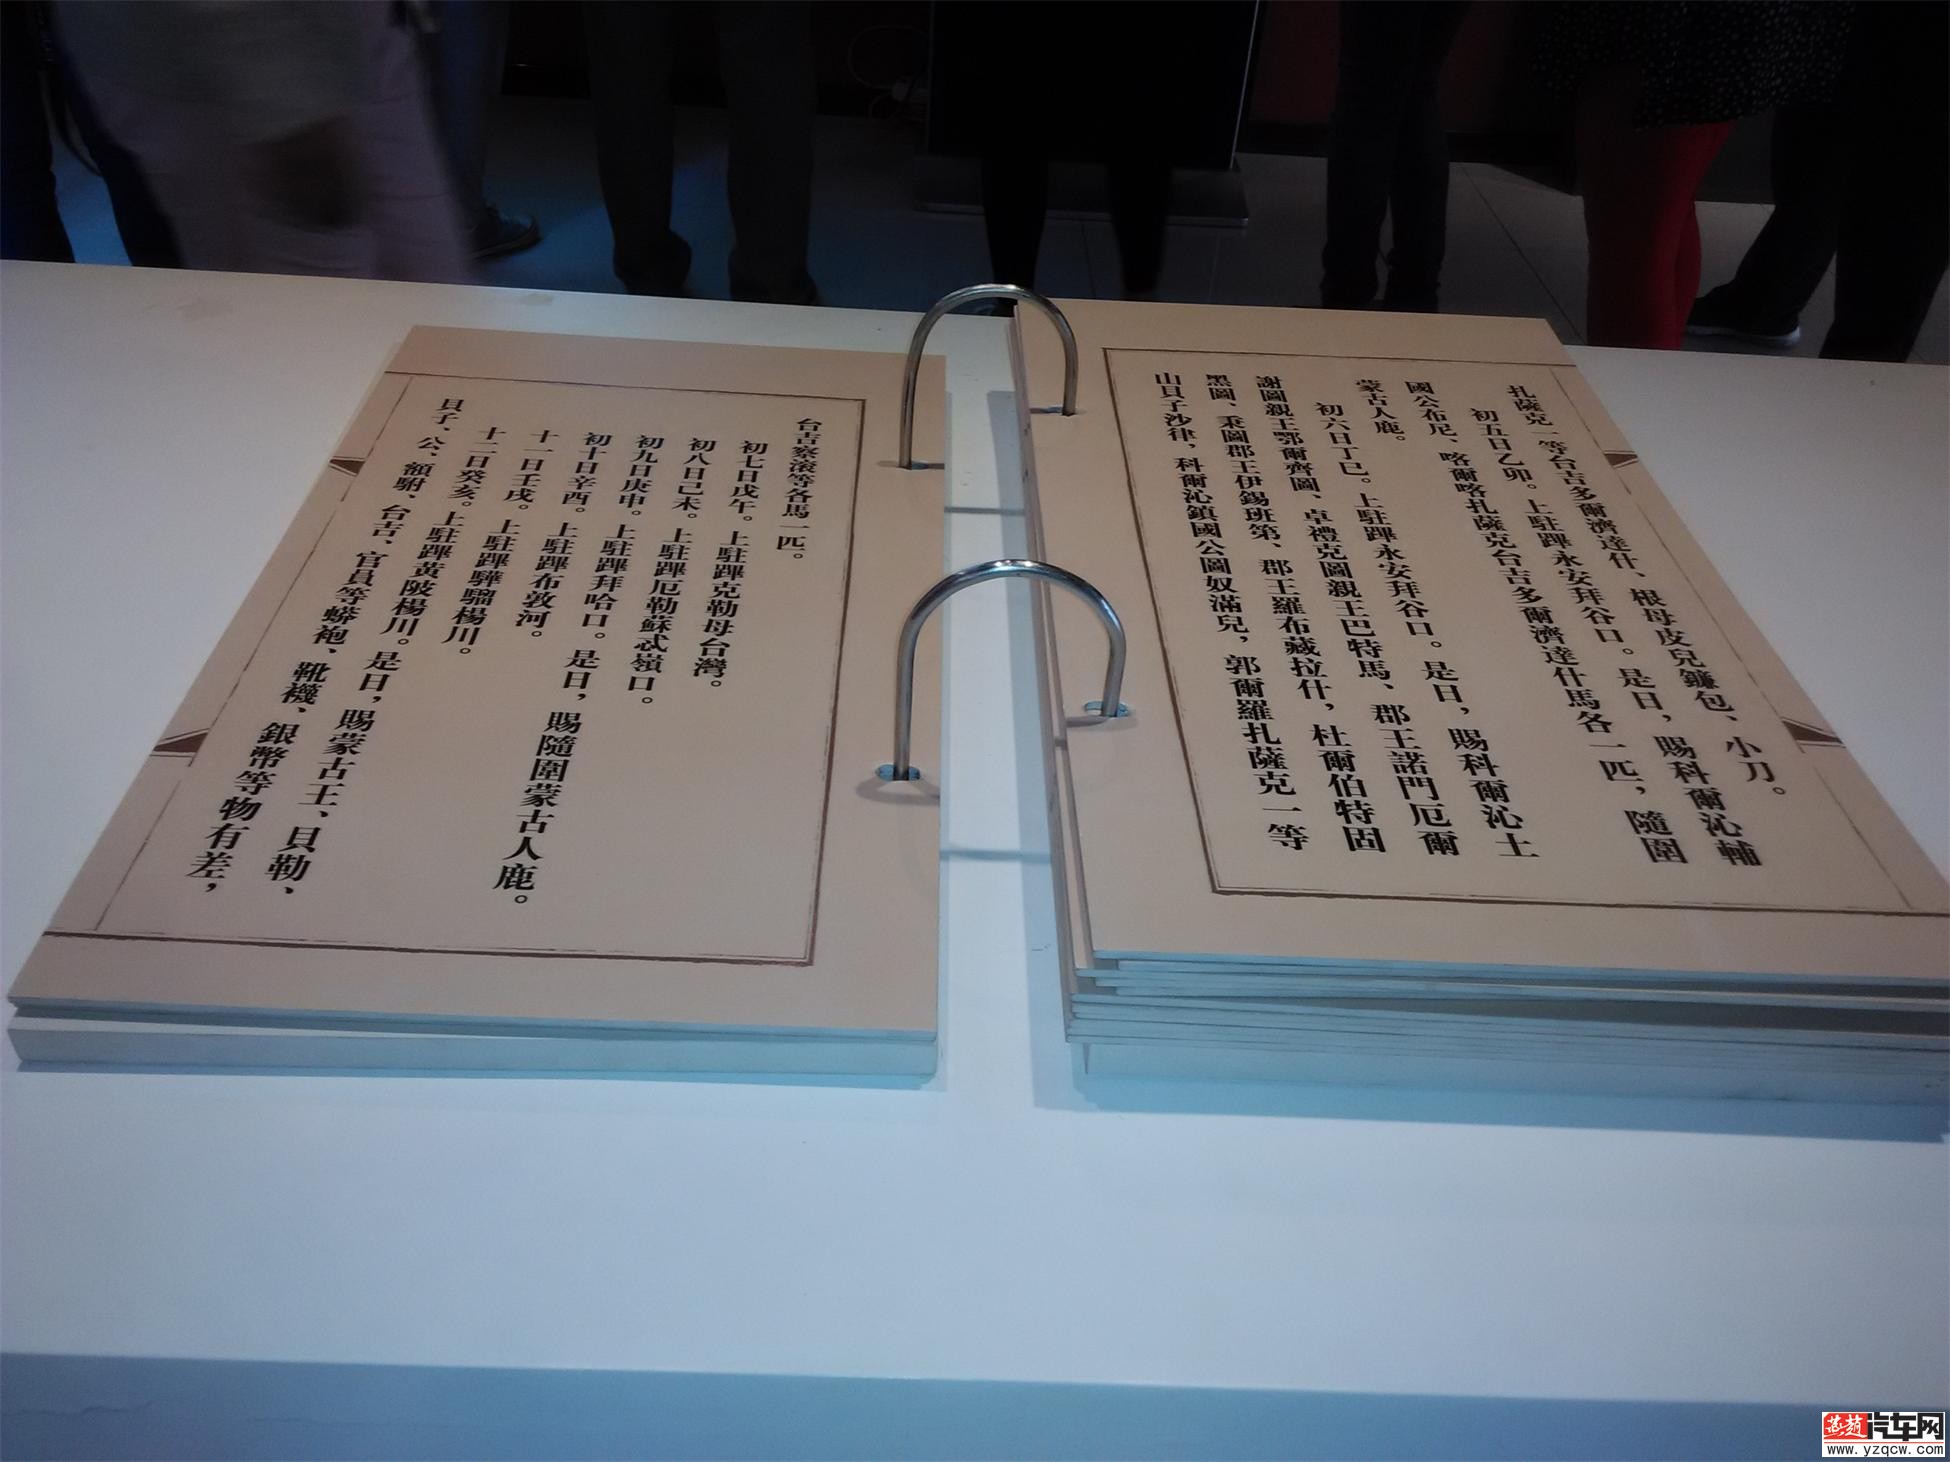 扎薩克一等台吉多爾濟達什、根母皮兒鐮包、小刀。
初五日乙卯。上駐蹕永安拜谷口。是日，賜科爾沁輔
國公布尼、喀爾喀扎薩克台吉多爾濟達什馬各一匹，隨圍
蒙古人鹿。
初六日丁巳。上駐蹕永安拜谷口。是日，賜科爾沁土
謝圖親王鄂爾齊圖、卓禮克圖親王巴特馬、郡王諾門厄爾
黑圖、秉圖郡王伊錫班第、郡王羅布藏拉什，杜爾伯特固
山貝子沙律，科爾沁鎮國公圖奴滿兒，郭爾羅扎薩克一等
台吉察滾等各馬一匹。
初七日戊午。上駐蹕克勒母台灣。
初八日己未。上駐蹕厄勒蘇忒嶺口。
初九日庚申。上駐蹕拜哈口。
初十日辛酉。上駐蹕布敦河。是日，賜隨圍蒙古人鹿。
十一日壬戌。上駐蹕驊騮楊川。
十二日癸亥。上駐蹕黃陂楊川。是日，賜蒙古王、貝勒、
貝子、公、額駙、台吉、官員等蟒袍、靴襪、銀幣等物有差，
燕趙汽车网
www.yzqcw.com